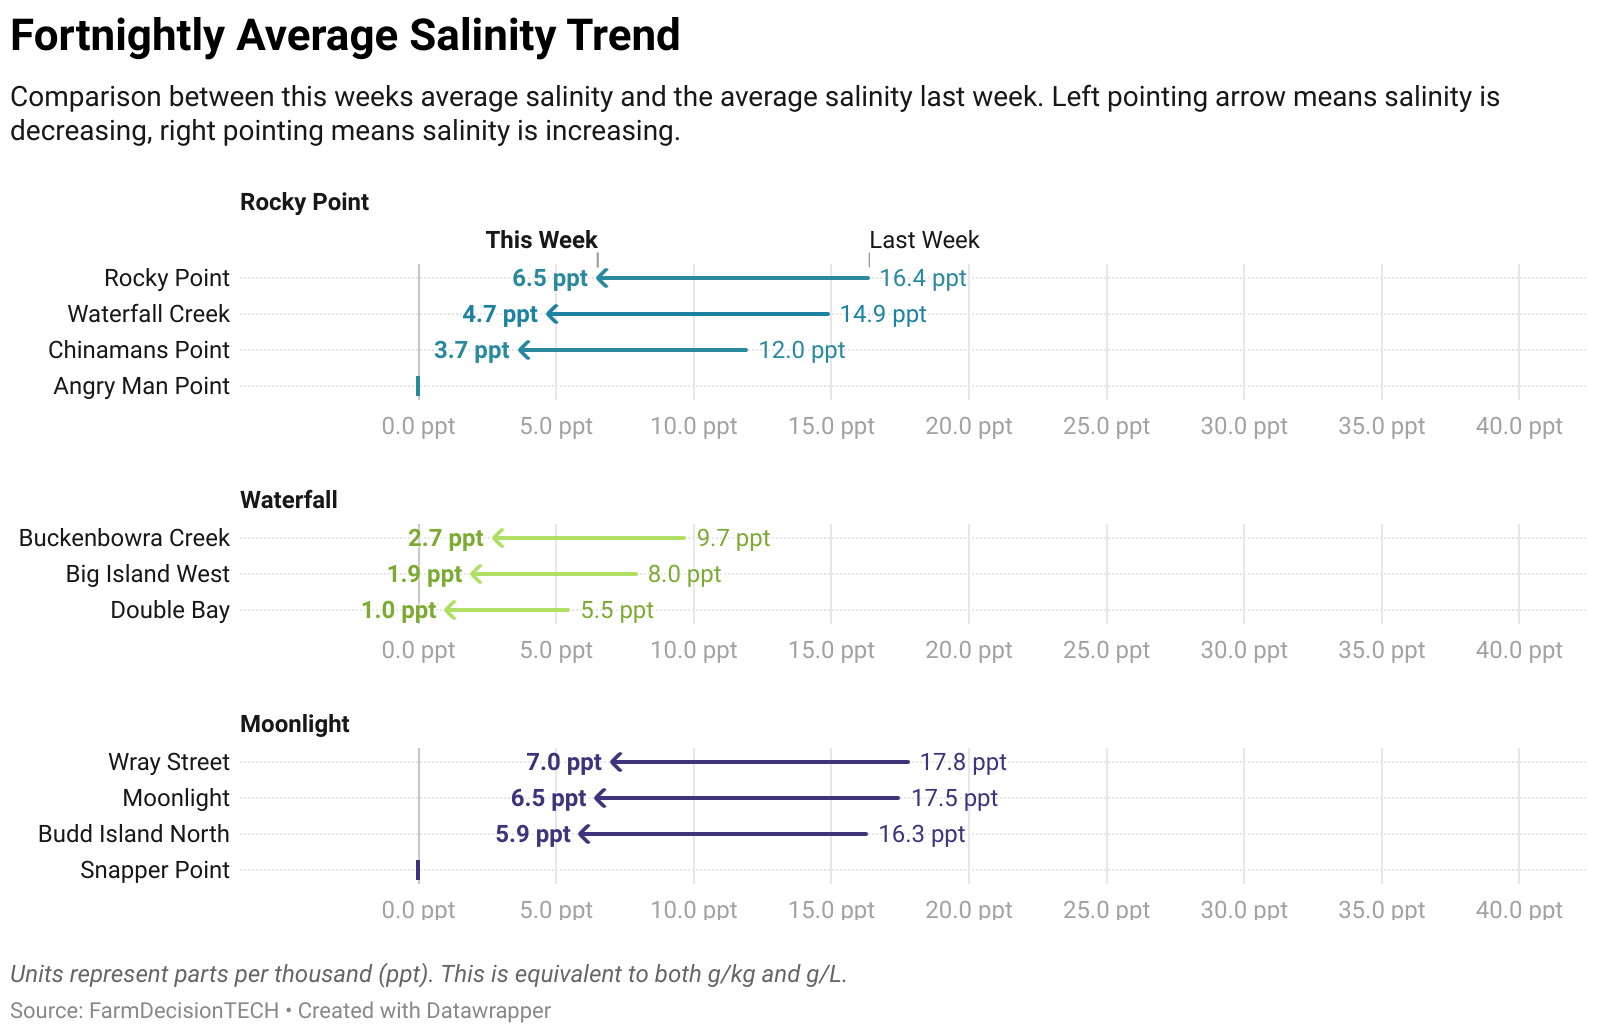 Fortnightly Average Salinity Trend
Comparison between this weeks average salinity and the average salinity last week. Left pointing arrow means salinity is
decreasing, right pointing means salinity is increasing.
Rocky Point
This Week Last Week
Rocky Point 6.5 ppt 16.4 ppt
Waterfall Creek 4.7 ppt 14.9 ppt
Chinamans Point 3.7 ppt 12.0 ppt
Angry Man Point
0.0 ppt 5.0 ppt 10.0 ppt 15.0 ppt 20.0 ppt 25.0 ppt 30.0 ppt 35.0 ppt 40.0 ppt
Waterfall
Buckenbowra Creek 2.7 ppt 9.7 ppt
Big Island West 1.9 ppt 8.0 ppt
Double Bay 1.0 ppt 5.5 ppt
0.0 ppt 5.0 ppt 10.0 ppt 15.0 ppt 20.0 ppt 25.0 ppt 30.0 ppt 35.0 ppt 40.0 ppt
Moonlight
Wray Street 7.0 ppt 17.8 ppt
Moonlight 6.5 ppt 17.5 ppt
Budd Island North 5.9 ppt 16.3 ppt
Snapper Point
0.0 ppt 5.0 ppt 10.0 ppt 15.0 ppt 20.0 ppt 25.0 ppt 30.0 ppt 35.0 ppt 40.0 ppt
Units represent parts per thousand (ppt). This is equivalent to both g/kg and g/L.
Source: FarmDecisionTECH • Created with Datawrapper